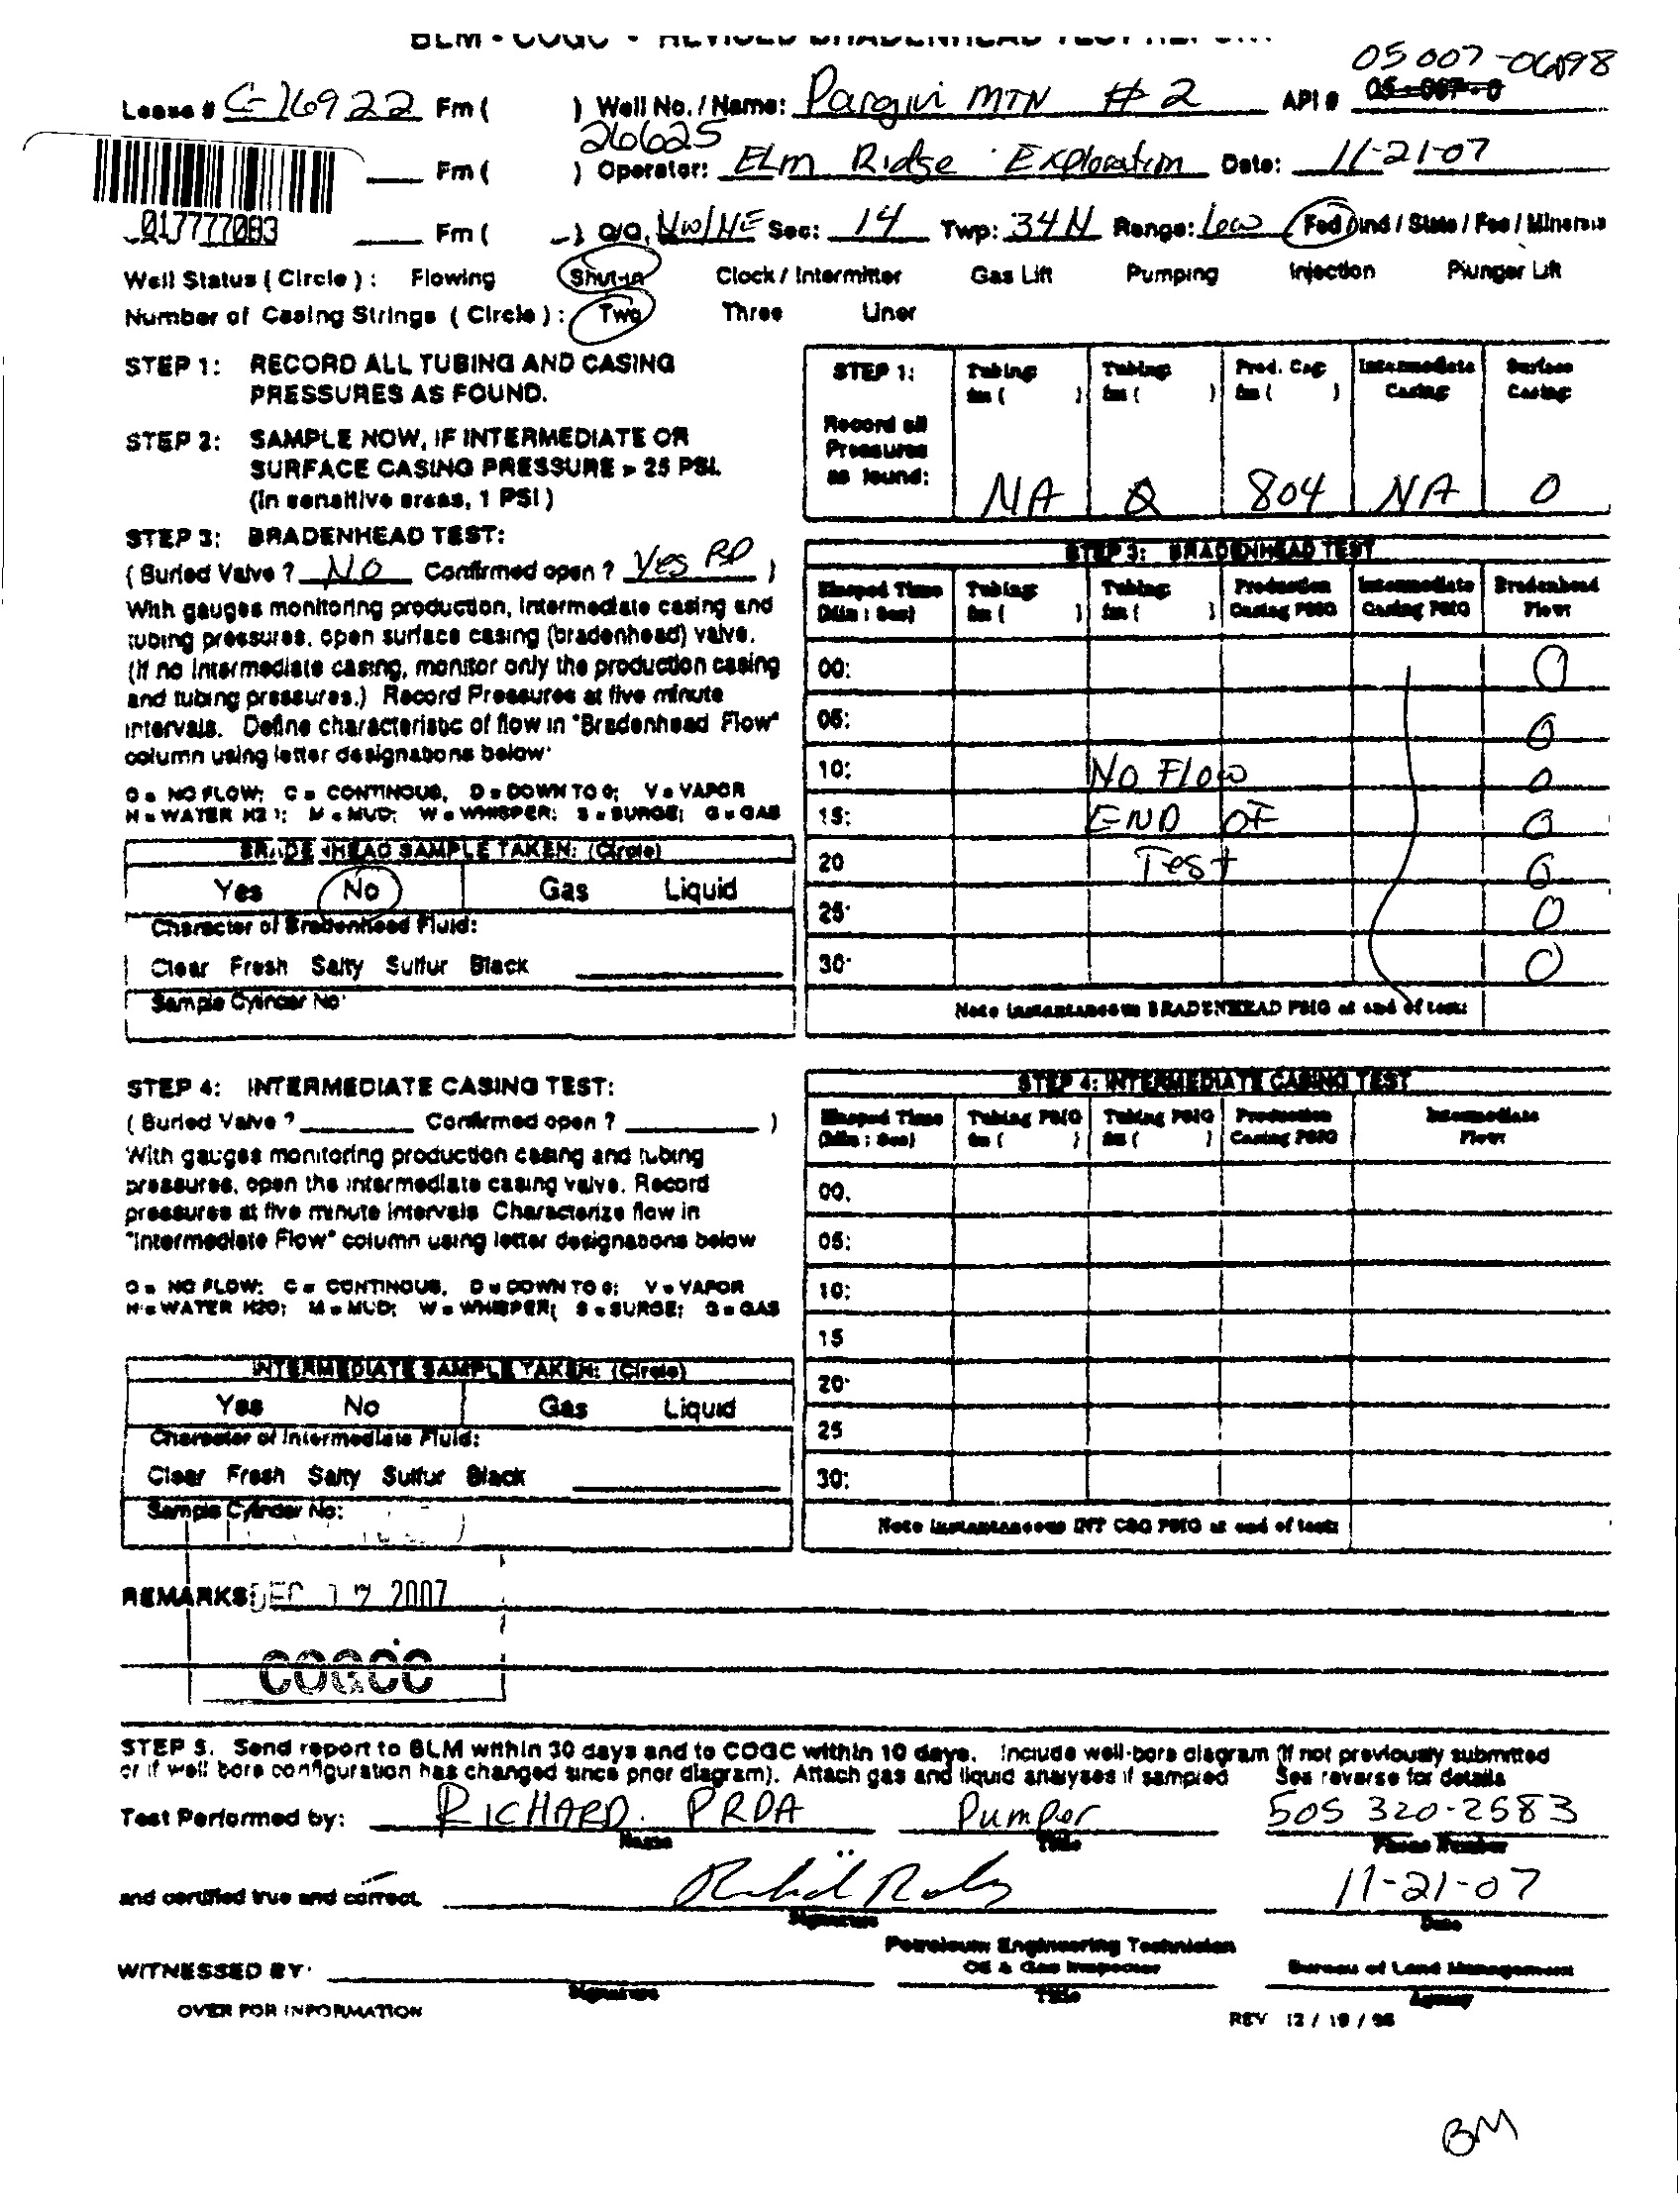 BLM - COGC - REVISED BRADENHEAD TEST REPORT
05 007-06098
Lease # C-16922 Fm ( ) Well No. / Name: Pargin MTN # 2 API # 05-007-0
26625
Fm ( ) Operator: ELm Ridge Exploration Date: 11-21-07
017777083
Fm ( ) Q/Q, NW/NE Sec: 14 Twp: 34N Range: Fed / Ind / State / Fee / Minerals
Well Status ( Circle ) : Flowing Shut-in Clock / Intermitter Gas Lift Pumping Injection Plunger Lift
Number of Casing Strings ( Circle ) : Two Three Liner
STEP 1: RECORD ALL TUBING AND CASING
PRESSURES AS FOUND.
STEP 2: SAMPLE NOW, IF INTERMEDIATE OR
SURFACE CASING PRESSURE > 25 PSI.
(In sensitive areas, 1 PSI )
STEP 3: BRADENHEAD TEST:
( Buried Valve ? NO Confirmed open ? Yes RP )
With gauges monitoring production, intermediate casing and
tubing pressures, open surface casing (bradenhead) valve.
(If no intermediate casing, monitor only the production casing
and tubing pressures.) Record Pressures at five minute
intervals. Define characteristic of flow in "Bradenhead Flow"
column using letter designations below:
O = NO FLOW; C = CONTINOUS, D = DOWN TO 0; V = VAPOR
H = WATER H2 ); M = MUD; W = WHISPER; S = SURGE; G = GAS
BRADENHEAD SAMPLE TAKEN: (Circle)
Yes No Gas Liquid
Character of Bradenhead Fluid:
Clear Fresh Salty Sulfur Black
Sample Cylinder No:
STEP 1: Tubing Tubing Prod. Csg Intermediate Surface
fm ( ) fm ( ) fm ( ) Casing Casing
Record all
Pressures
as found: NA 0 804 NA 0
STEP 3: BRADENHEAD TEST
Elapsed Time Tubing Tubing Production Intermediate Bradenhead
(Min : Sec) fm ( ) fm ( ) Casing PSIG Casing PSIG Flow:
00: 0
05: 0
10: NO FLOW 0
15: END OF 0
20 Test 0
25: 0
30: 0
Note instantaneous BRADENHEAD PSIG at end of test:
STEP 4: INTERMEDIATE CASING TEST:
( Buried Valve ? Confirmed open ? )
With gauges monitoring production casing and tubing
pressures, open the intermediate casing valve. Record
pressures at five minute intervals Characterize flow in
"Intermediate Flow" column using letter designations below
O = NO FLOW; C = CONTINOUS, D = DOWN TO 0; V = VAPOR
H = WATER H2O; M = MUD; W = WHISPER; S = SURGE; G = GAS
INTERMEDIATE SAMPLE TAKEN: (Circle)
Yes No Gas Liquid
Character of Intermediate Fluid:
Clear Fresh Salty Sulfur Black
Sample Cylinder No:
STEP 4: INTERMEDIATE CASING TEST
Elapsed Time Tubing PSIG Tubing PSIG Production Intermediate
(Min : Sec) fm ( ) fm ( ) Casing PSIG Flow:
00.
05:
10:
15
20:
25
30:
Note instantaneous INT CSG PSIG at end of test:
REMARKS: DEC 17 2007
COGCC
STEP 5. Send report to BLM within 30 days and to COGC within 10 days. Include well-bore diagram (if not previously submitted
or if well bore configuration has changed since prior diagram). Attach gas and liquid analyses if sampled See reverse for details
Test Performed by: RICHARD. Pumper 505 320-2583
Name Title Phone Number
and certified true and correct. 11-21-07
Signature Date
Petroleum Engineering Technician
WITNESSED BY: Oil & Gas Inspector Bureau of Land Management
Signature Title Agency
OVER FOR INFORMATION
REV 12 / 19 / 95
BM